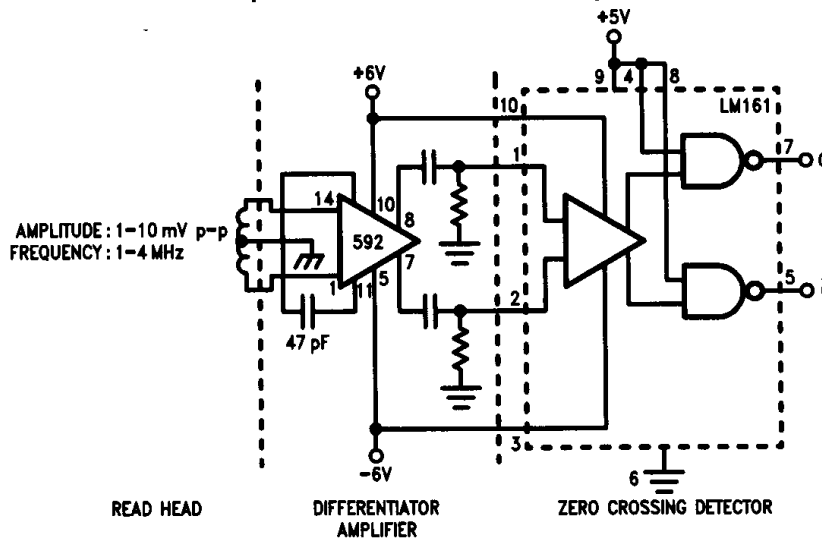 +5V
9 4 8
LM161
+6V
10
1
7
14
10
8
592
AMPLITUDE : 1-10 mV p-p
FREQUENCY : 1-4 MHz
1
11
5
7
47 pF
2
5
3
-6V
6
READ HEAD
DIFFERENTIATOR
AMPLIFIER
ZERO CROSSING DETECTOR